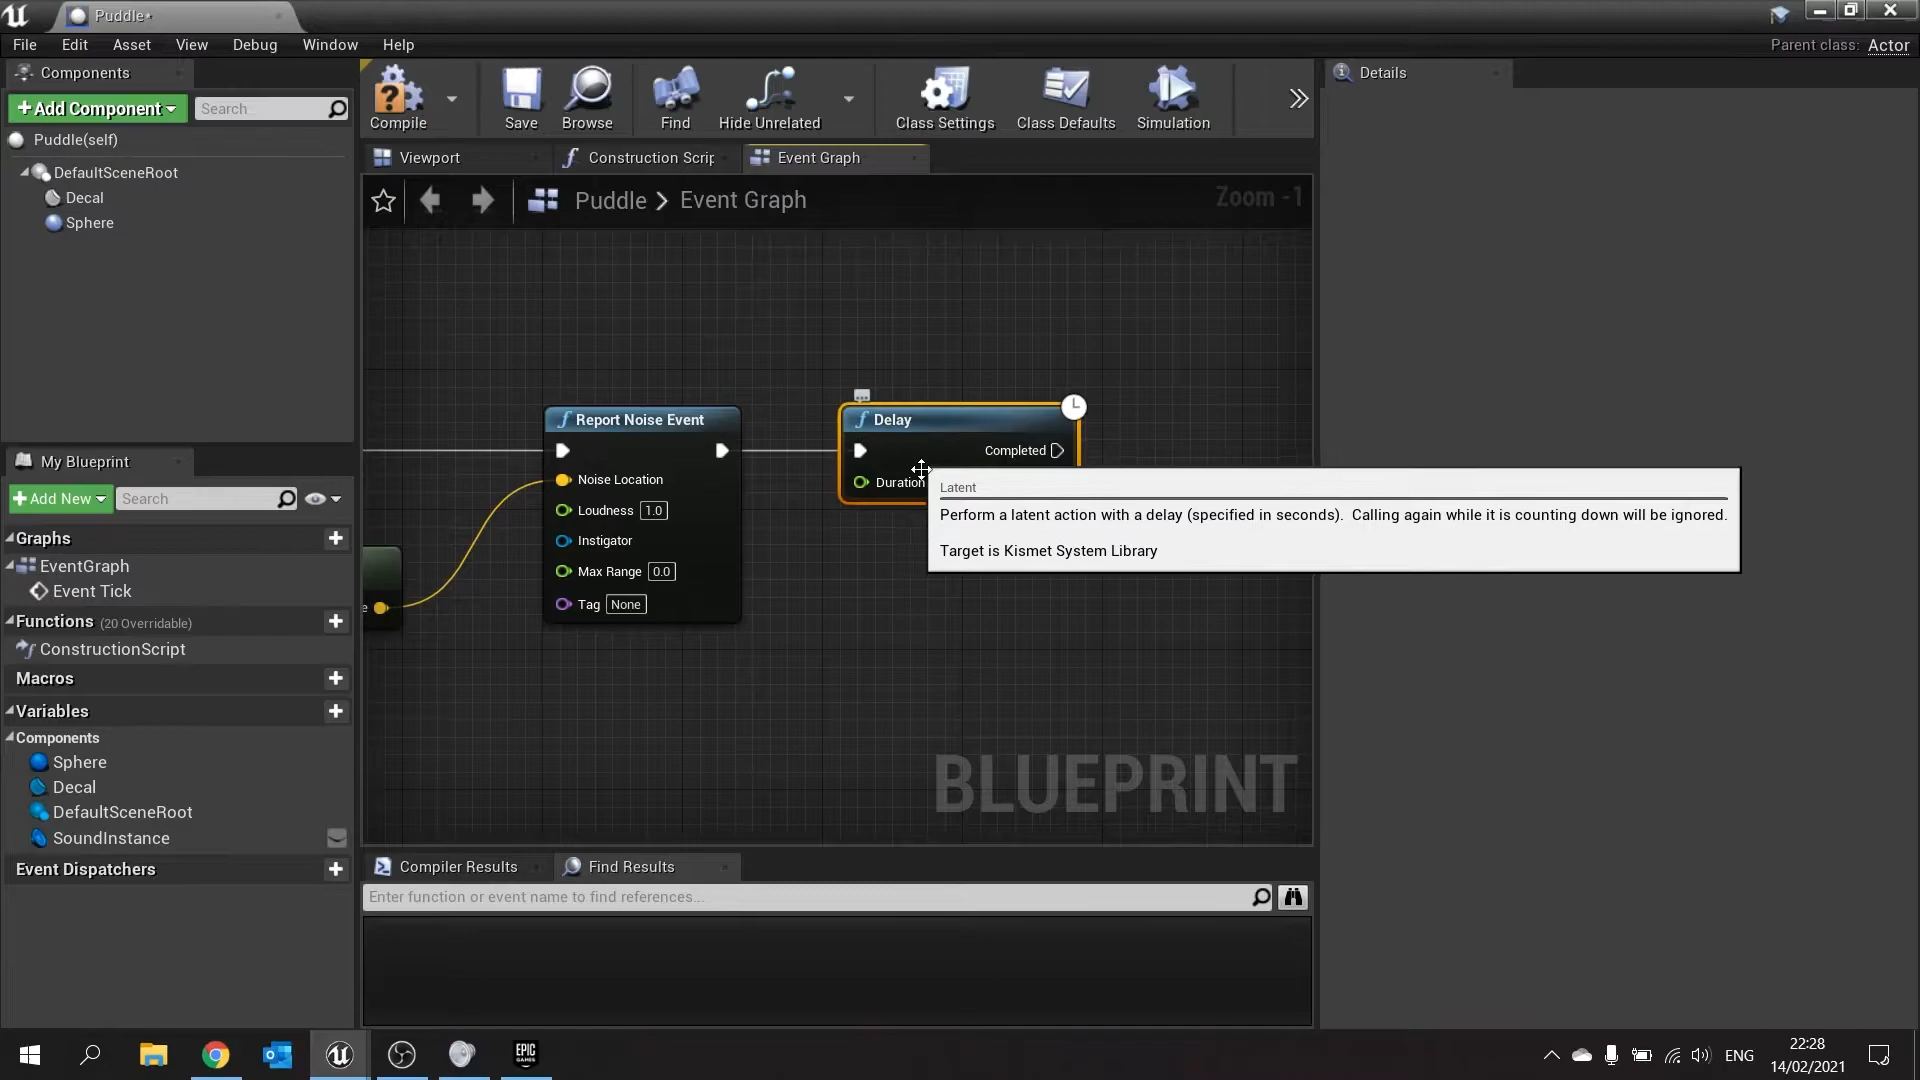 Puddle*
File Edit Asset View Debug Window Help
Parent class: Actor
Components
Details
+ Add Component
Search
Compile
Save
Browse
Find
Hide Unrelated
Class Settings
Class Defaults
Simulation
Puddle(self)
DefaultSceneRoot
Decal
Sphere
Viewport
Construction Scrip
Event Graph
Puddle > Event Graph
Zoom -1
Report Noise Event
Noise Location
Loudness 1.0
Instigator
Max Range 0.0
Tag None
e
Delay
Completed
Duration
Latent
Perform a latent action with a delay (specified in seconds). Calling again while it is counting down will be ignored.
Target is Kismet System Library
BLUEPRINT
My Blueprint
+ Add New
Search
Graphs
EventGraph
Event Tick
Functions (20 Overridable)
ConstructionScript
Macros
Variables
Components
Sphere
Decal
DefaultSceneRoot
SoundInstance
Event Dispatchers
Compiler Results
Find Results
Enter function or event name to find references...
EPIC
GAMES
ENG
22:28
14/02/2021